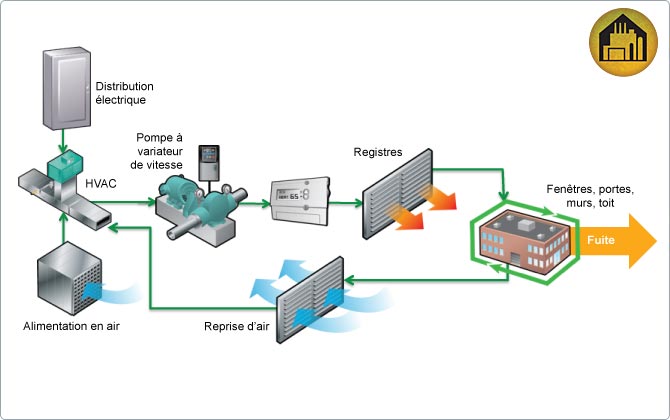 Distribution
électrique
Pompe à
variateur
de vitesse
Registres
HVAC
Fenêtres, portes,
murs, toit
Fuite
Alimentation en air
Reprise d'air